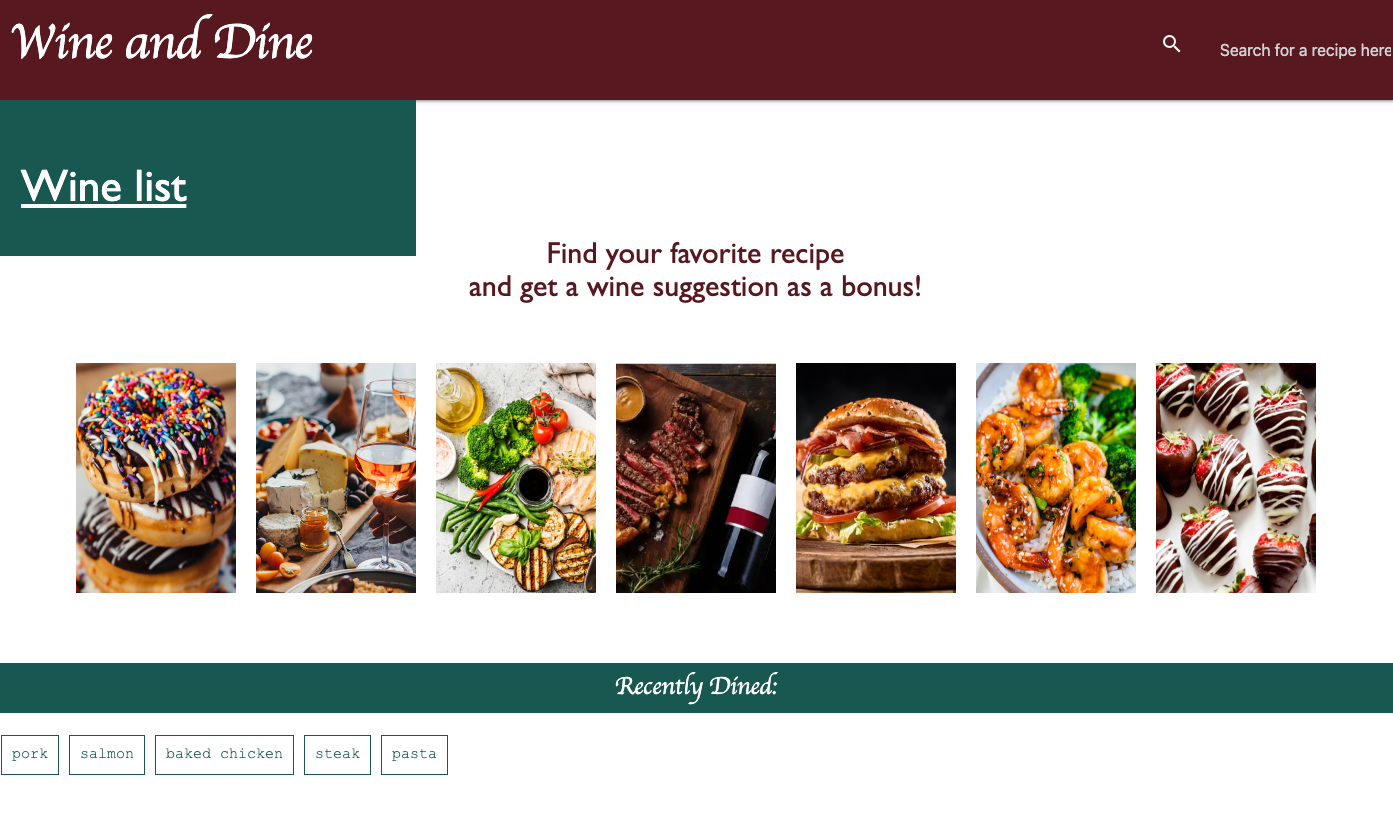 Wine and Dine
Search for a recipe here
Wine list
Find your favorite recipe
and get a wine suggestion as a bonus!
Recently Dined:
pork
salmon
baked chicken
steak
pasta